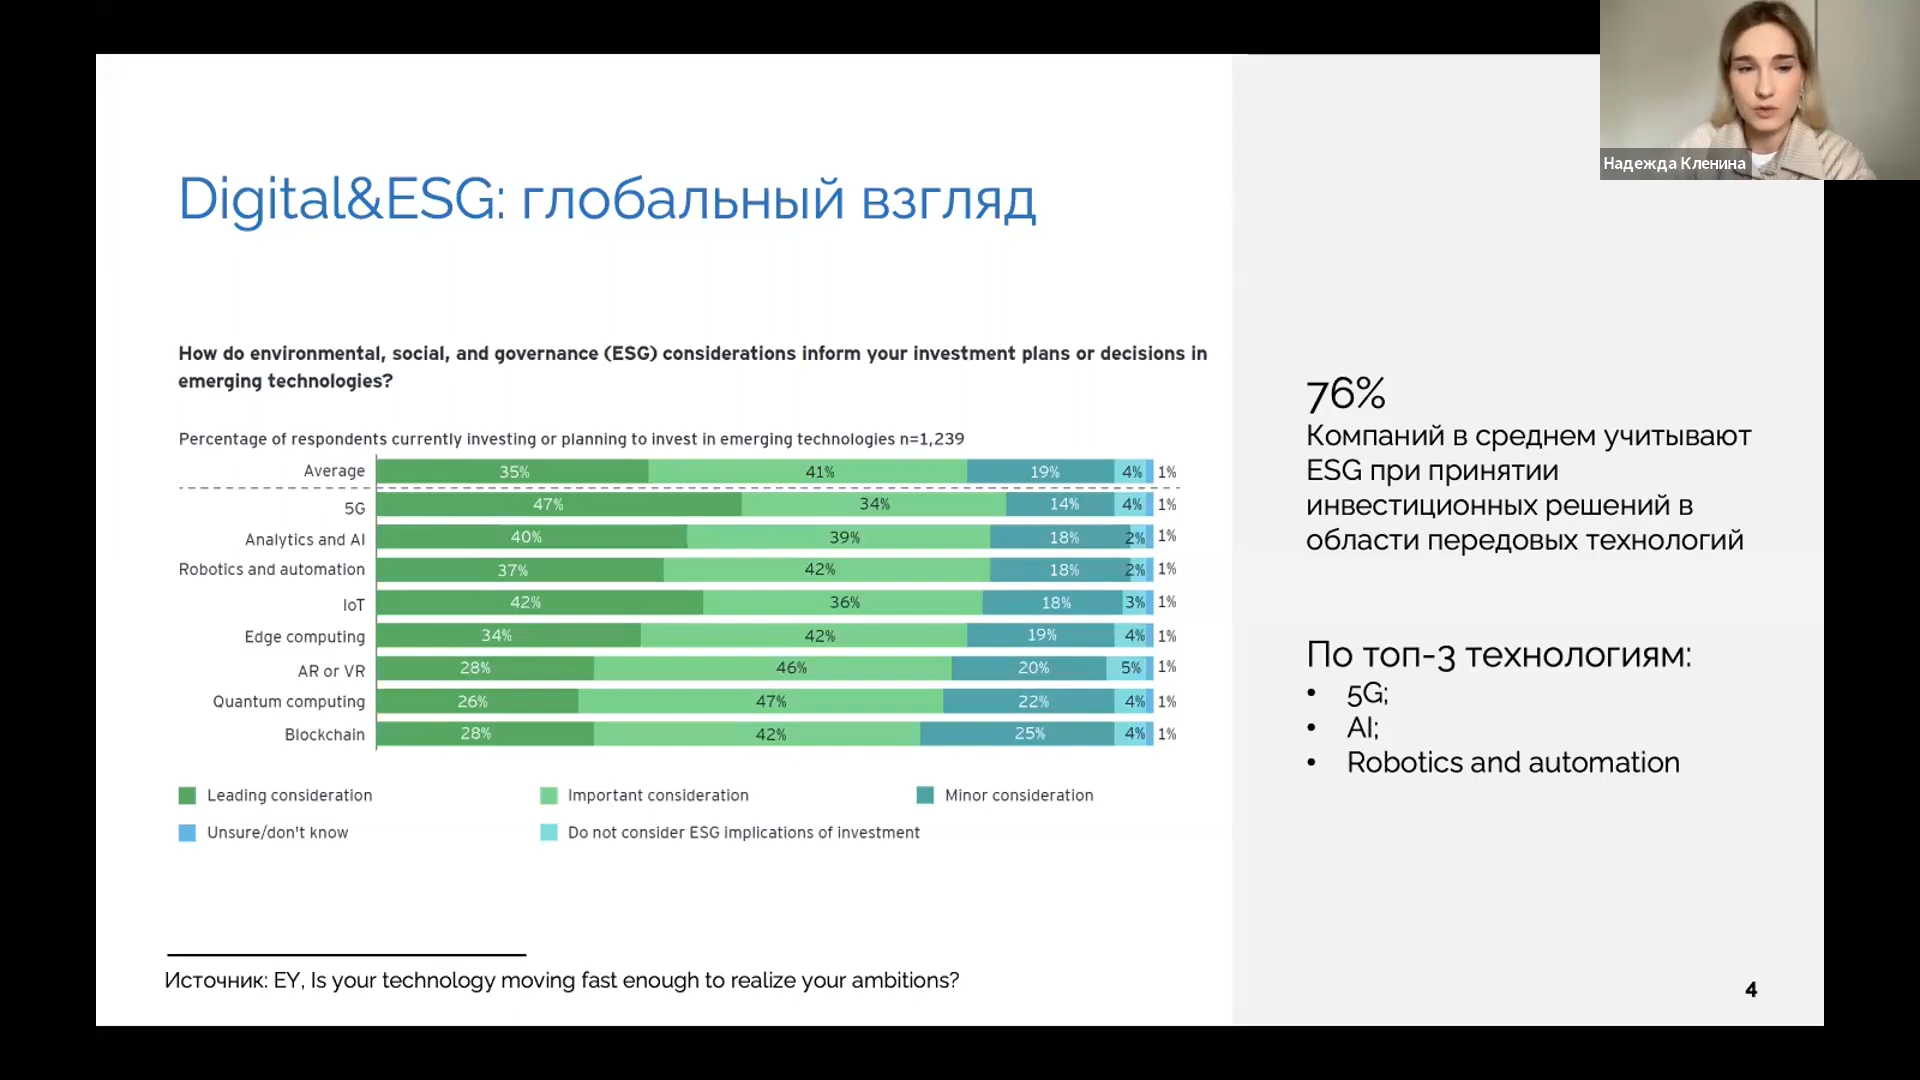 Надежда Кленина
Digital&ESG: глобальный взгляд
How do environmental, social, and governance (ESG) considerations inform your investment plans or decisions in
emerging technologies?
Percentage of respondents currently investing or planning to invest in emerging technologies n=1,239
Average 35% 41% 19% 4% 1%
5G 47% 34% 14% 4% 1%
Analytics and AI 40% 39% 18% 2% 1%
Robotics and automation 37% 42% 18% 2% 1%
IoT 42% 36% 18% 3% 1%
Edge computing 34% 42% 19% 4% 1%
AR or VR 28% 46% 20% 5% 1%
Quantum computing 26% 47% 22% 4% 1%
Blockchain 28% 42% 25% 4% 1%
Leading consideration Important consideration Minor consideration
Unsure/don't know Do not consider ESG implications of investment
76%
Компаний в среднем учитывают
ESG при принятии
инвестиционных решений в
области передовых технологий
По топ-3 технологиям:
• 5G;
• AI;
• Robotics and automation
Источник: EY, Is your technology moving fast enough to realize your ambitions?
4